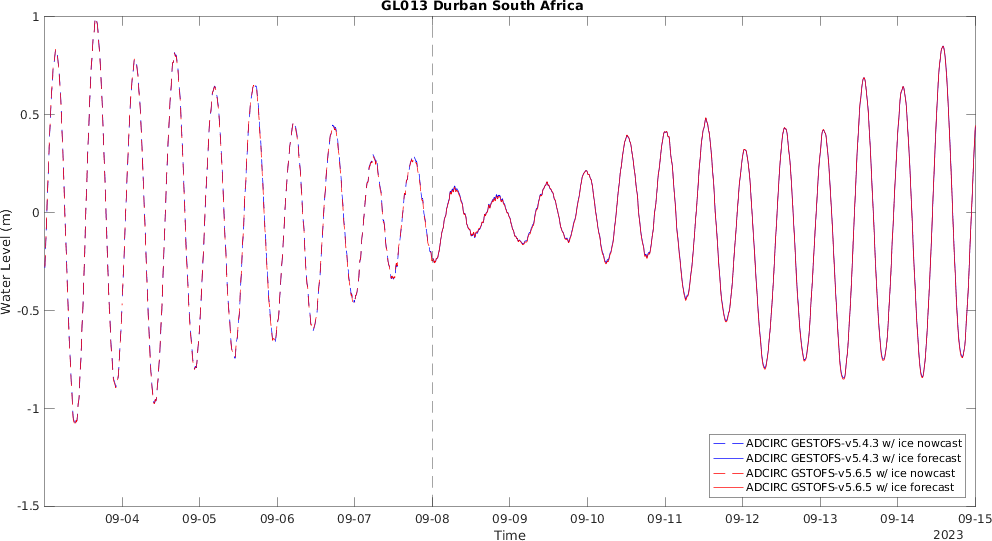 GL013 Durban South Africa
1
0.5
0
-0.5
-1
-1.5
Water Level (m)
ADCIRC GESTOFS-v5.4.3 w/ ice nowcast
ADCIRC GESTOFS-v5.4.3 w/ ice forecast
ADCIRC GSTOFS-v5.6.5 w/ ice nowcast
ADCIRC GSTOFS-v5.6.5 w/ ice forecast
09-04 09-05 09-06 09-07 09-08 09-09 09-10 09-11 09-12 09-13 09-14 09-15
Time
2023